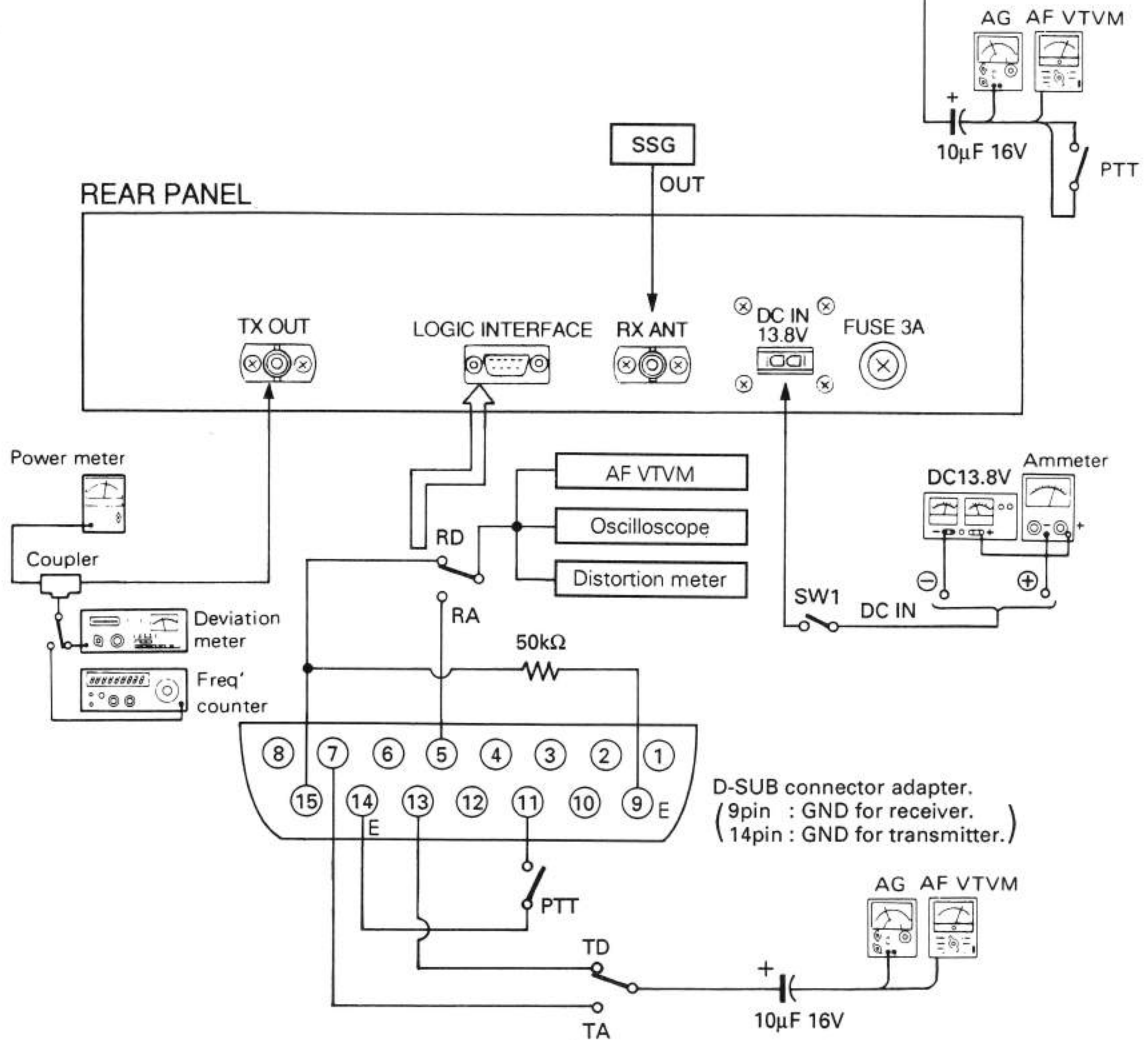 AG AF VTVM
+
10µF 16V
PTT
SSG
OUT
REAR PANEL
TX OUT
LOGIC INTERFACE
RX ANT
DC IN
13.8V
FUSE 3A
Power meter
Coupler
Deviation
meter
Freq'
counter
RD
RA
AF VTVM
Oscilloscope
Distortion meter
DC13.8V
Ammeter
− +
− +
⊖ ⊕
SW1
DC IN
50kΩ
8 7 6 5 4 3 2 1
15 14 13 12 11 10 9 E
E
D-SUB connector adapter.
(9pin : GND for receiver.
14pin : GND for transmitter.)
PTT
TD
TA
AG AF VTVM
+
10µF 16V